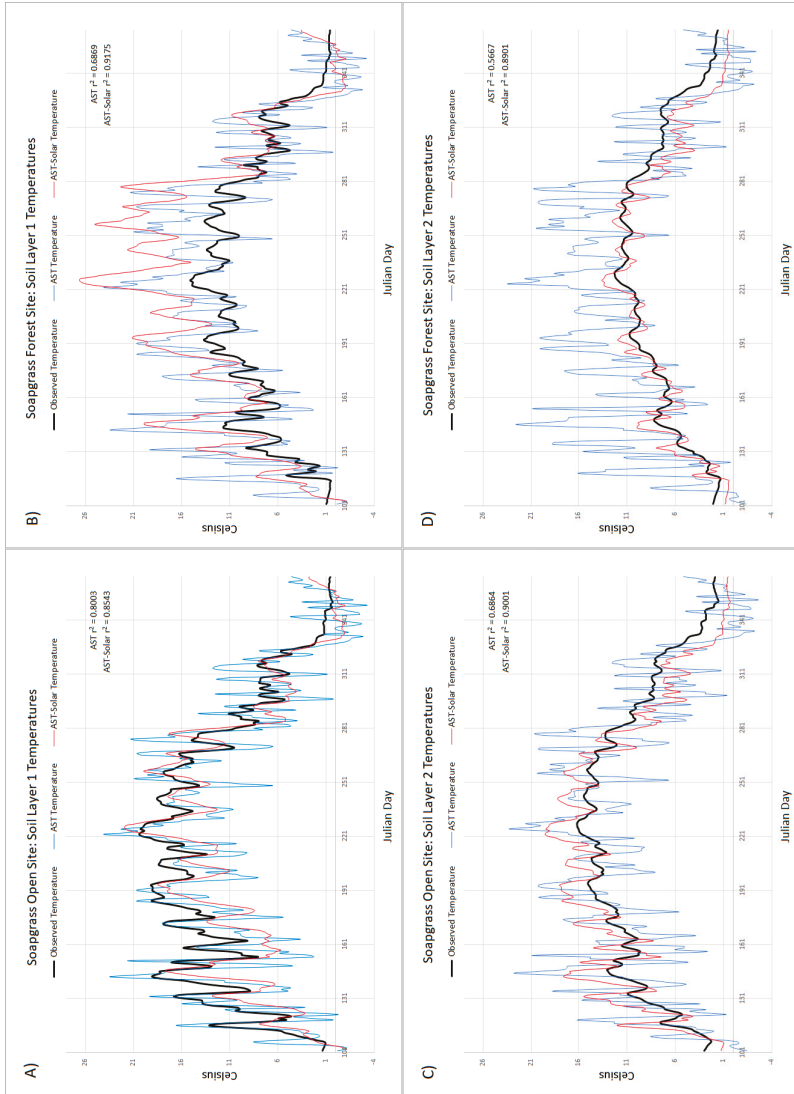 A)
Soapgrass Open Site: Soil Layer 1 Temperatures
Observed Temperature AST Temperature AST-Solar Temperature
AST r² = 0.8003
AST-Solar r² = 0.8543
26
21
16
11
6
1
-4
Celsius
101 131 161 191 221 251 281 311 341
Julian Day
B)
Soapgrass Forest Site: Soil Layer 1 Temperatures
Observed Temperature AST Temperature AST-Solar Temperature
AST r² = 0.6869
AST-Solar r² = 0.9175
26
21
16
11
6
1
-4
Celsius
101 131 161 191 221 251 281 311 341
Julian Day
C)
Soapgrass Open Site: Soil Layer 2 Temperatures
Observed Temperature AST Temperature AST-Solar Temperature
AST r² = 0.6864
AST-Solar r² = 0.9001
26
21
16
11
6
1
-4
Celsius
101 131 161 191 221 251 281 311 341
Julian Day
D)
Soapgrass Forest Site: Soil Layer 2 Temperatures
Observed Temperature AST Temperature AST-Solar Temperature
AST r² = 0.5667
AST-Solar r² = 0.8901
26
21
16
11
6
1
-4
Celsius
101 131 161 191 221 251 281 311 341
Julian Day